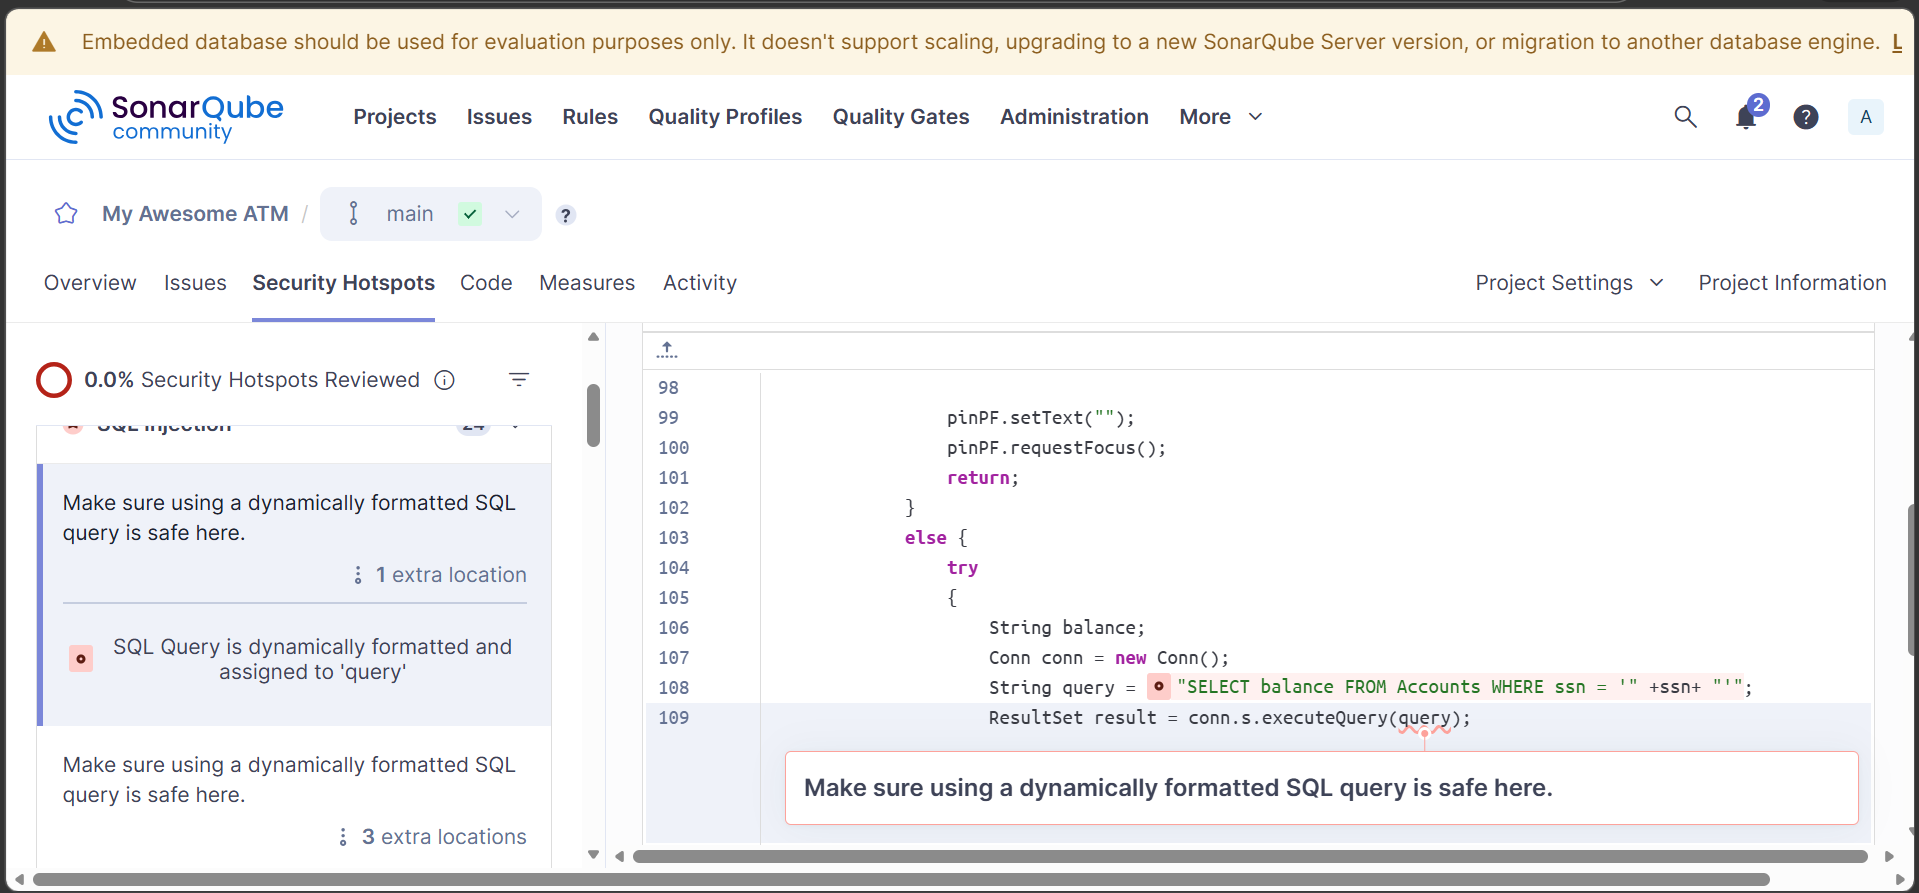 Embedded database should be used for evaluation purposes only. It doesn't support scaling, upgrading to a new SonarQube Server version, or migration to another database engine. L
SonarQube
community
Projects Issues Rules Quality Profiles Quality Gates Administration More
2
?
A
My Awesome ATM / main ?
Overview Issues Security Hotspots Code Measures Activity
Project Settings Project Information
0.0% Security Hotspots Reviewed
SQL Injection 24
Make sure using a dynamically formatted SQL
query is safe here.
1 extra location
SQL Query is dynamically formatted and
assigned to 'query'
Make sure using a dynamically formatted SQL
query is safe here.
3 extra locations
98
99 pinPF.setText("");
100 pinPF.requestFocus();
101 return;
102 }
103 else {
104 try
105 {
106 String balance;
107 Conn conn = new Conn();
108 String query = "SELECT balance FROM Accounts WHERE ssn = '" +ssn+ "'";
109 ResultSet result = conn.s.executeQuery(query);
Make sure using a dynamically formatted SQL query is safe here.